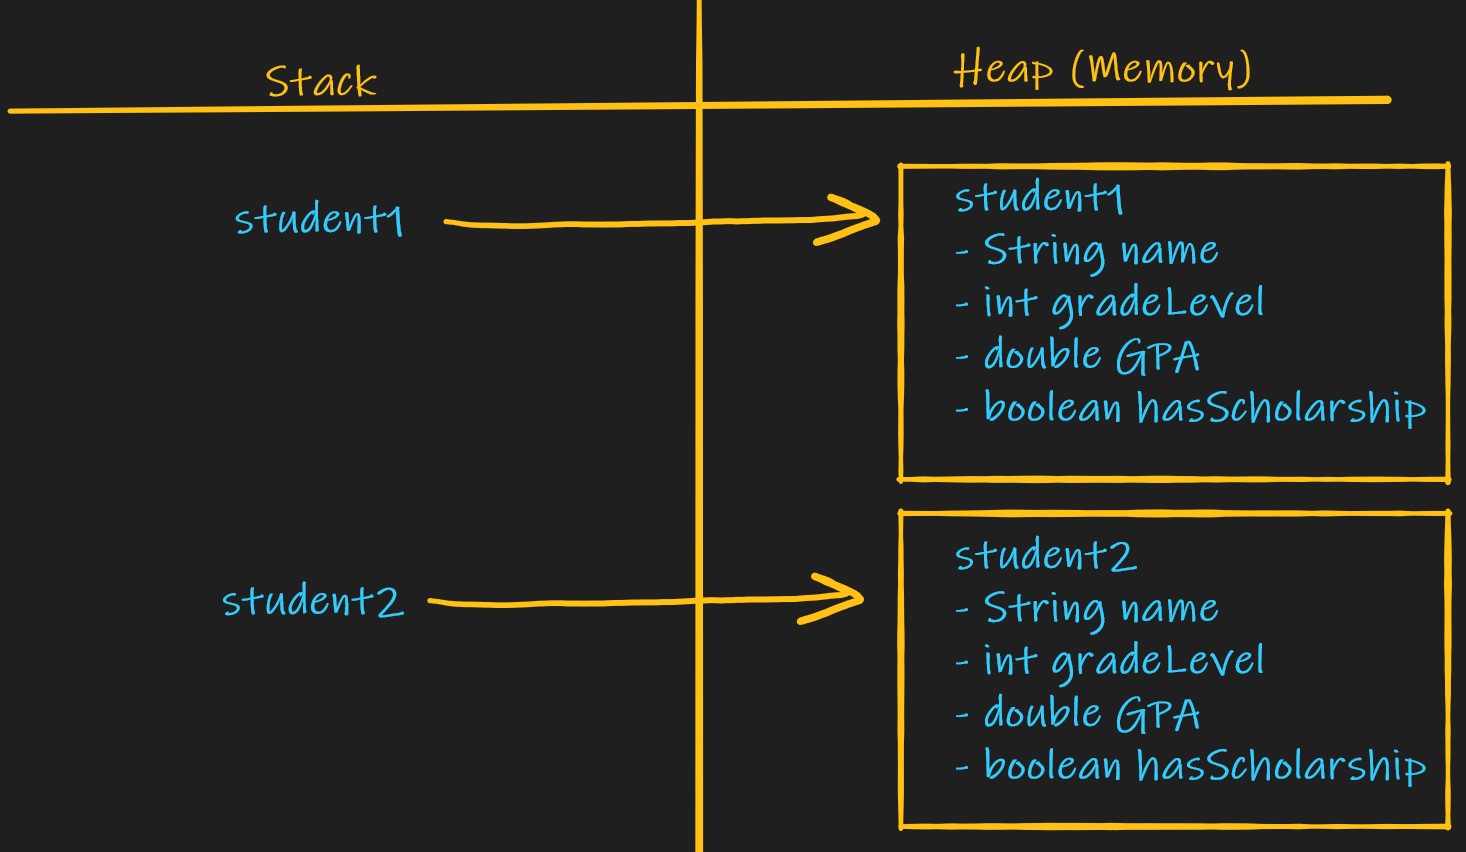 Stack
Heap (Memory)
student1
student1
- String name
- int gradeLevel
- double GPA
- boolean hasScholarship
student2
student2
- String name
- int gradeLevel
- double GPA
- boolean hasScholarship